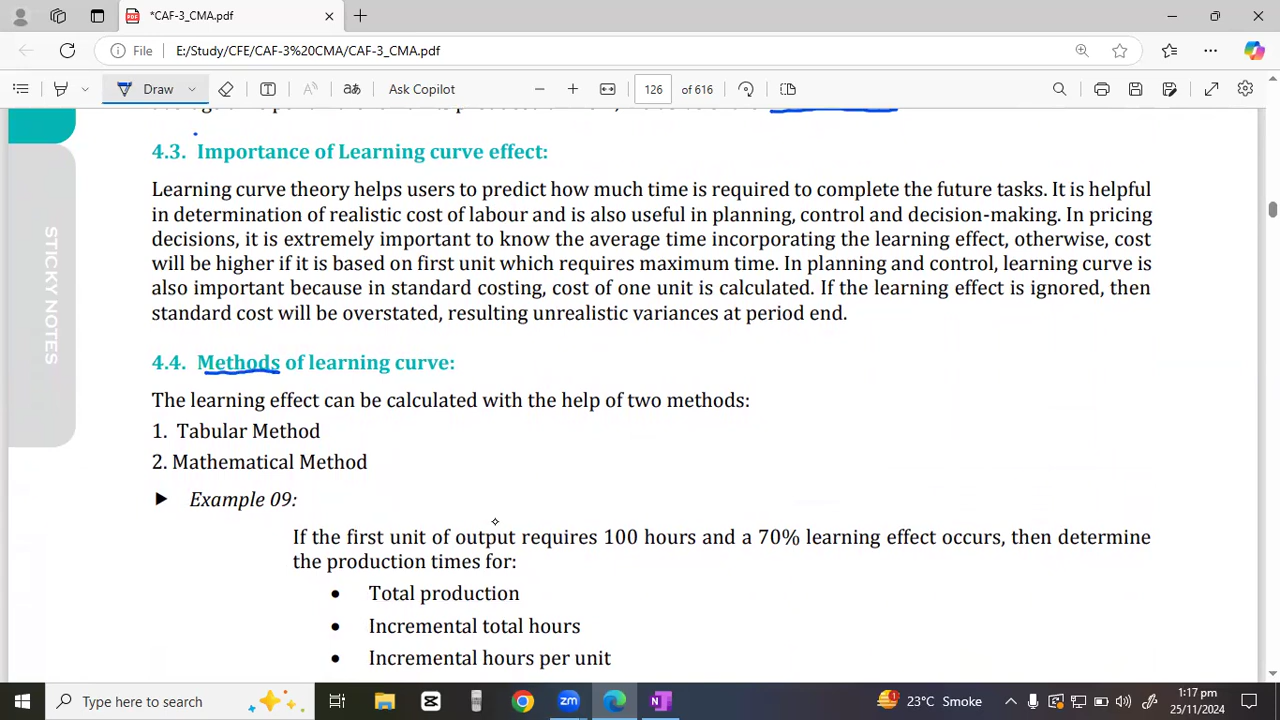 *CAF-3_CMA.pdf
File
E:/Study/CFE/CAF-3%20CMA/CAF-3_CMA.pdf
Draw
Ask Copilot
126 of 616
4.3. Importance of Learning curve effect:
Learning curve theory helps users to predict how much time is required to complete the future tasks. It is helpful
in determination of realistic cost of labour and is also useful in planning, control and decision-making. In pricing
decisions, it is extremely important to know the average time incorporating the learning effect, otherwise, cost
will be higher if it is based on first unit which requires maximum time. In planning and control, learning curve is
also important because in standard costing, cost of one unit is calculated. If the learning effect is ignored, then
standard cost will be overstated, resulting unrealistic variances at period end.
STICKY NOTES
4.4. Methods of learning curve:
The learning effect can be calculated with the help of two methods:
1. Tabular Method
2. Mathematical Method
Example 09:
If the first unit of output requires 100 hours and a 70% learning effect occurs, then determine
the production times for:
• Total production
• Incremental total hours
• Incremental hours per unit
Type here to search
23°C Smoke
1:17 pm
25/11/2024